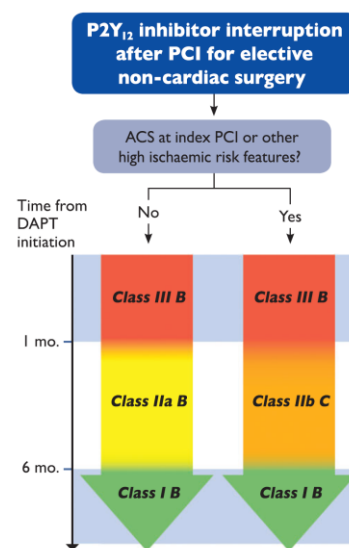 P2Y₁₂ inhibitor interruption
after PCI for elective
non-cardiac surgery
ACS at index PCI or other
high ischaemic risk features?
Time from
DAPT
initiation
No
Yes
Class III B
Class III B
1 mo.
Class IIa B
Class IIb C
6 mo.
Class I B
Class I B